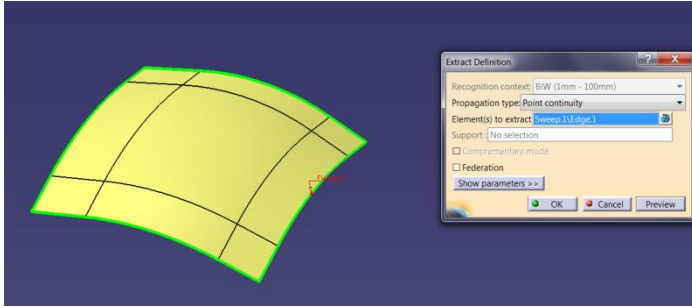 Extract Definition
Recognition context: BiW (1mm - 100mm)
Propagation type: Point continuity
Element(s) to extract Sweep.1\Edge.1
Support : No selection
Complementary mode
Federation
Show parameters >>
OK Cancel Preview